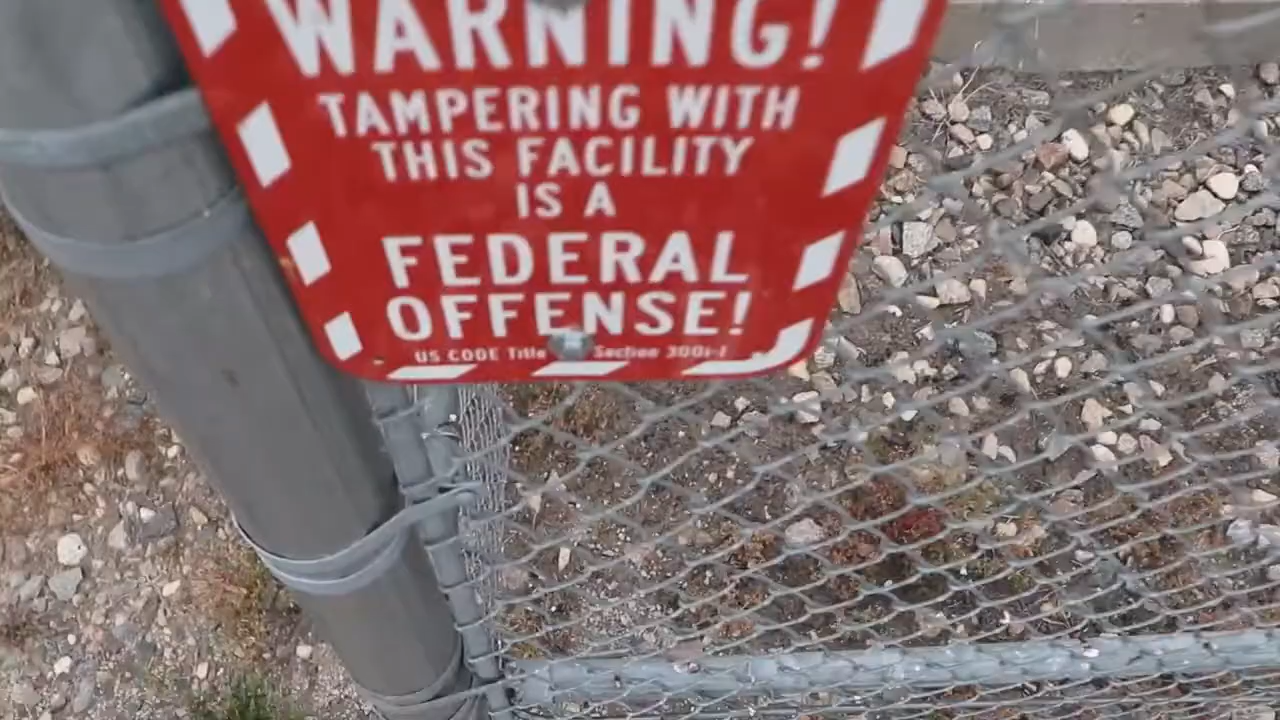 WARNING!
TAMPERING WITH
THIS FACILITY
IS A
FEDERAL
OFFENSE!
US CODE Title Section 300i-1